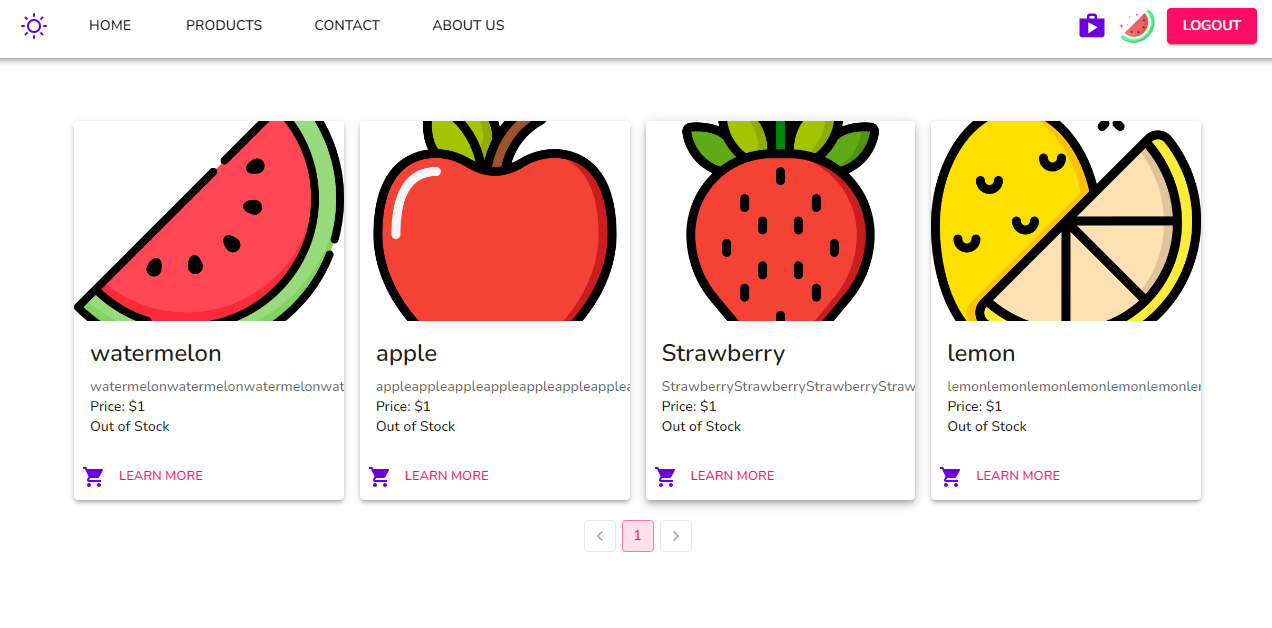 HOME PRODUCTS CONTACT ABOUT US LOGOUT
watermelon
watermelonwatermelonwatermelonwat
Price: $1
Out of Stock
LEARN MORE
apple
appleappleappleappleappleappleapplea
Price: $1
Out of Stock
LEARN MORE
Strawberry
StrawberryStrawberryStrawberryStraw
Price: $1
Out of Stock
LEARN MORE
lemon
lemonlemonlemonlemonlemonlemonler
Price: $1
Out of Stock
LEARN MORE
1